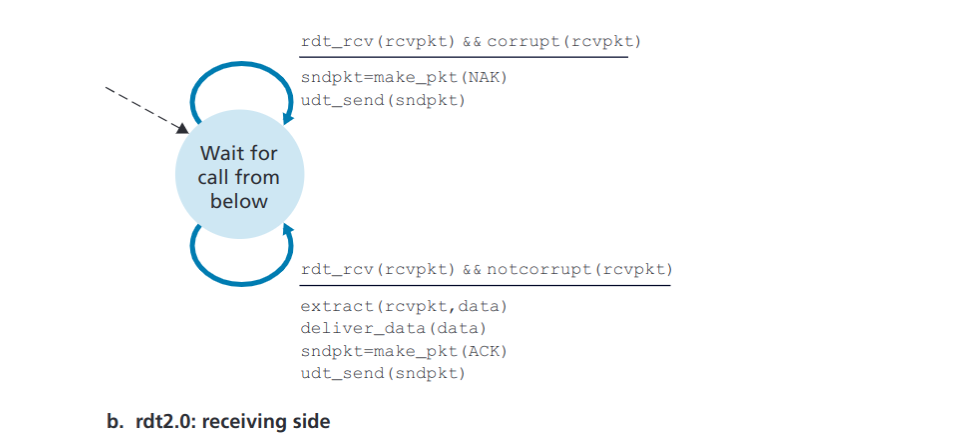 rdt_rcv(rcvpkt) && corrupt(rcvpkt)
sndpkt=make_pkt(NAK)
udt_send(sndpkt)
Wait for
call from
below
rdt_rcv(rcvpkt) && notcorrupt(rcvpkt)
extract(rcvpkt,data)
deliver_data(data)
sndpkt=make_pkt(ACK)
udt_send(sndpkt)
b. rdt2.0: receiving side